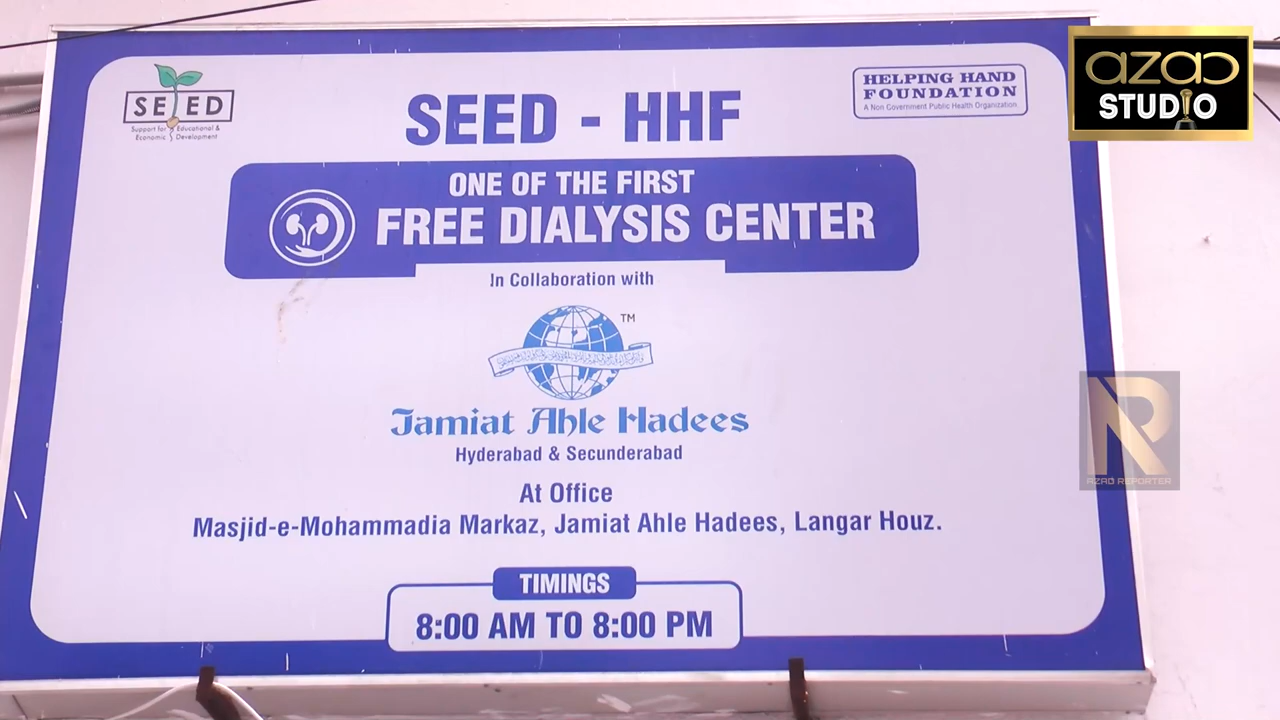 SEED
Support for Educational &
Economic Development
SEED - HHF
HELPING HAND
FOUNDATION
A Non Government Public Health Organization.
azad
STUDIO
ONE OF THE FIRST
FREE DIALYSIS CENTER
In Collaboration with
TM
Jamiat Ahle Hadees
Hyderabad & Secunderabad
At Office
Masjid-e-Mohammadia Markaz, Jamiat Ahle Hadees, Langar Houz.
TIMINGS
8:00 AM TO 8:00 PM
R
AZAD REPORTER